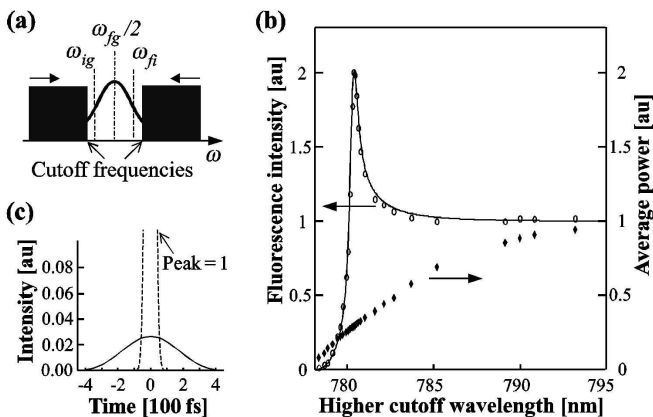 (a)
ω_ig
ω_fg/2
ω_fi
ω
Cutoff frequencies
(c)
Intensity [au]
0.08
0.06
0.04
0.02
0.00
Peak = 1
-4 -2 0 2 4
Time [100 fs]
(b)
Fluorescence intensity [au]
2
1.5
1
0.5
0
780 785 790 795
Higher cutoff wavelength [nm]
2
1.5
1
0.5
0
Average power [au]